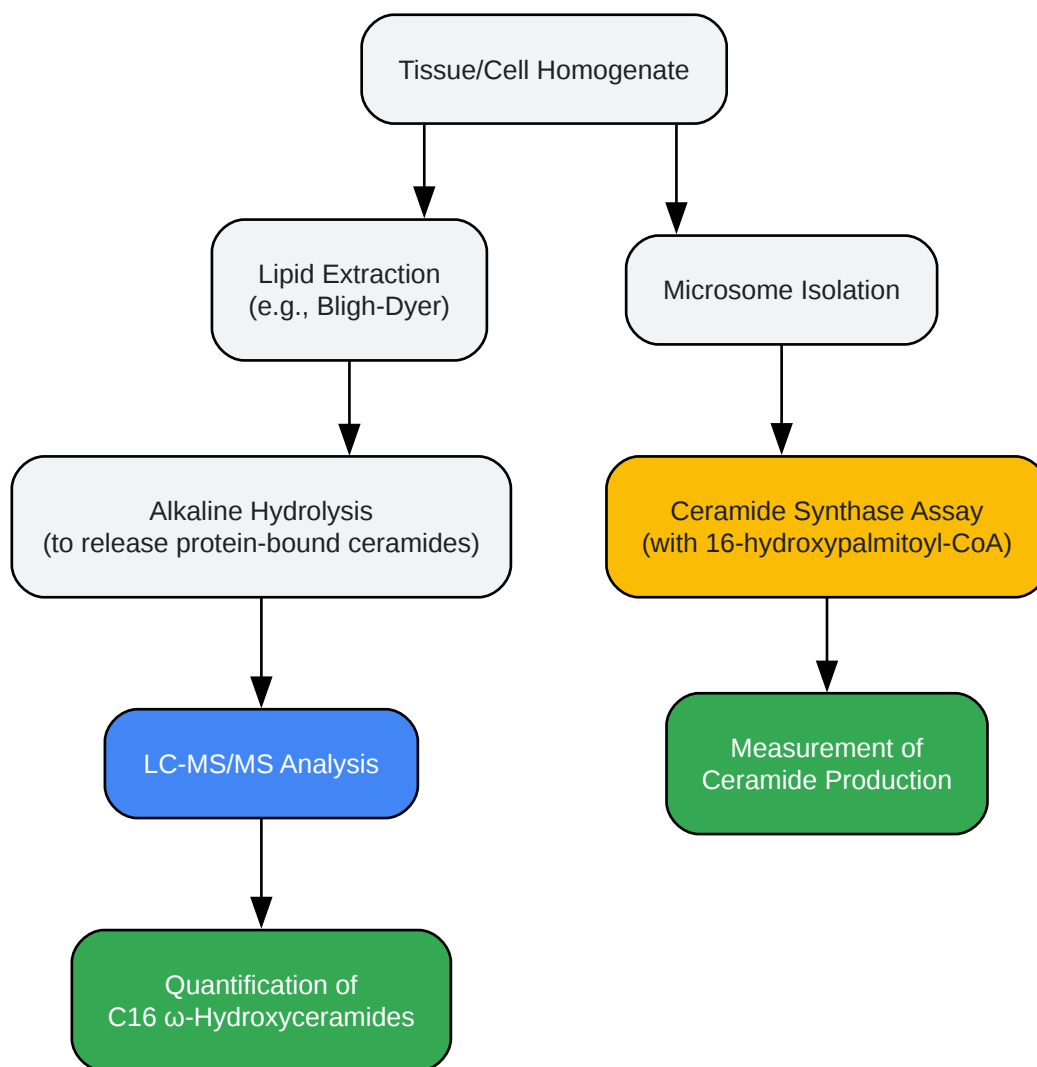 Tissue/Cell Homogenate
Lipid Extraction
(e.g., Bligh-Dyer)
Microsome Isolation
Alkaline Hydrolysis
(to release protein-bound ceramides)
Ceramide Synthase Assay
(with 16-hydroxypalmitoyl-CoA)
LC-MS/MS Analysis
Measurement of
Ceramide Production
Quantification of
C16 ω-Hydroxyceramides